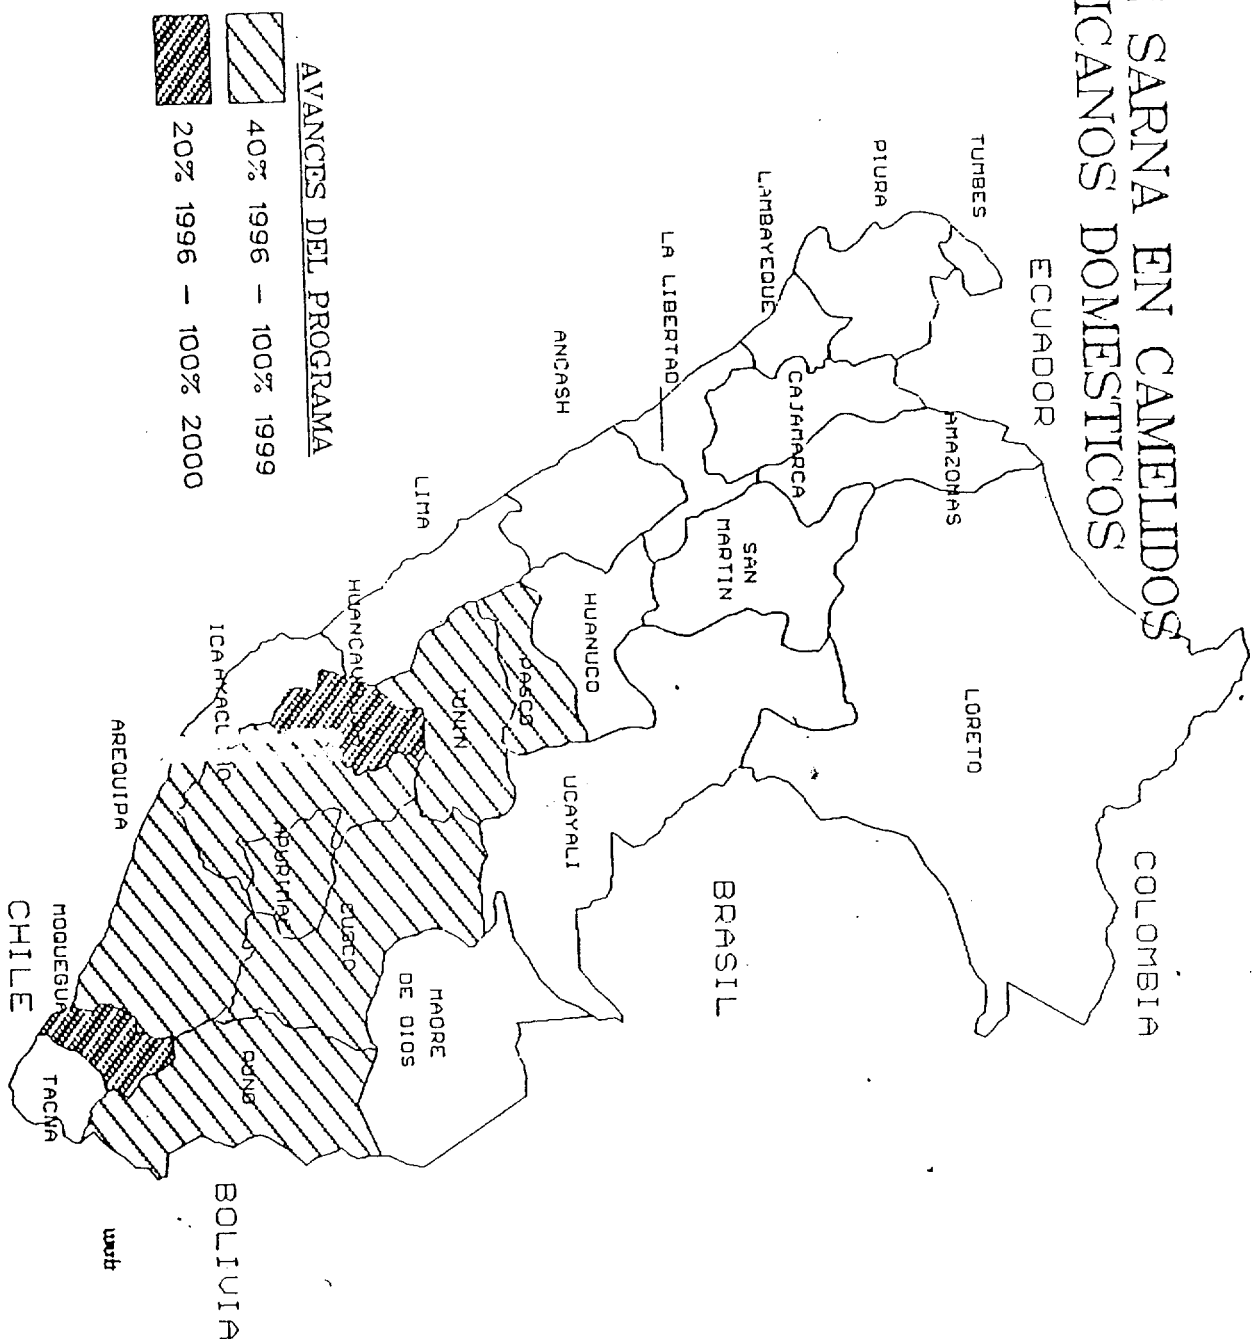 SARNA EN CAMELIDOS
ICANOS DOMESTICOS
ECUADOR
COLOMBIA
TUMBES
PIURA
AMAZONAS
LORETO
LAMBAYEQUE
CAJAMARCA
LA LIBERTAD
SAN
MARTIN
BRASIL
ANCASH
HUANUCO
UCAYALI
PASCO
LIMA
JUNIN
MADRE
DE DIOS
CUSCO
APURIMAC
AREQUIPA
PUNO
MOQUEGUA
TACNA
BOLIVIA
CHILE
AVANCES DEL PROGRAMA
40% 1996 - 100% 1999
20% 1996 - 100% 2000